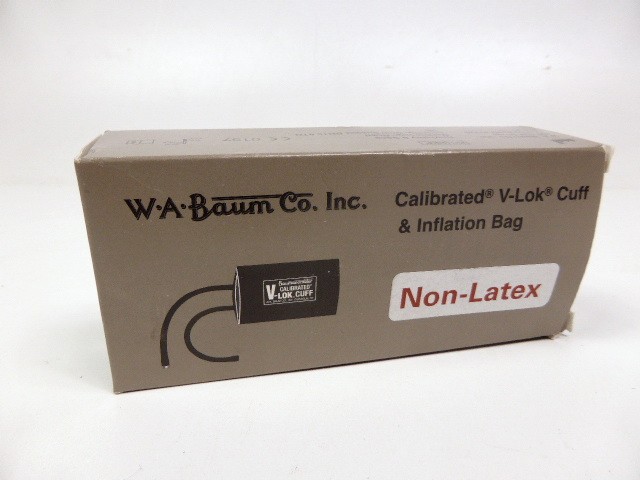 W.A.Baum Co. Inc.
Calibrated® V-Lok® Cuff
& Inflation Bag
CALIBRATED
V-LOK CUFF
Non-Latex